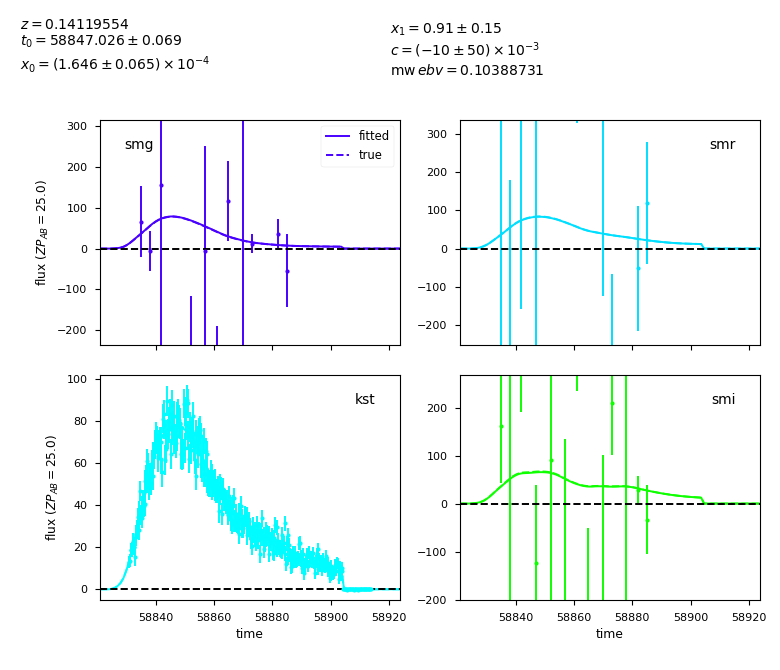 z = 0.14119554
t₀ = 58847.026 ± 0.069
x₀ = (1.646 ± 0.065) × 10⁻⁴
x₁ = 0.91 ± 0.15
c = (−10 ± 50) × 10⁻³
mw ebv = 0.10388731
smg
fitted
true
300
200
100
0
−100
−200
flux (ZP_AB = 25.0)
smr
300
200
100
0
−100
−200
kst
100
80
60
40
20
0
flux (ZP_AB = 25.0)
58840 58860 58880 58900 58920
time
smi
200
100
0
−100
−200
58840 58860 58880 58900 58920
time